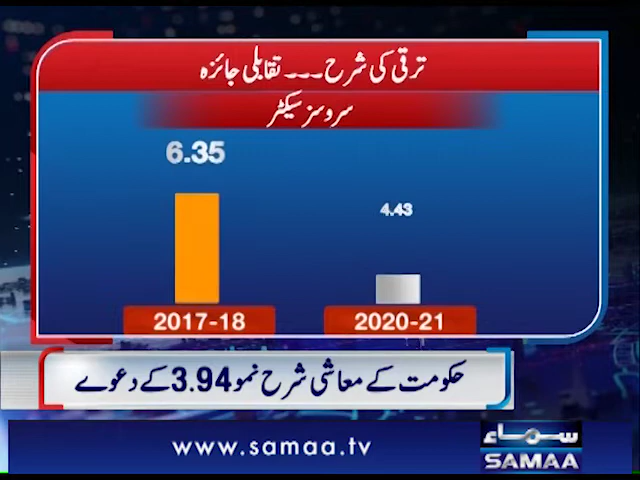 ترقی کی شرح ۔۔۔ تقابلی جائزہ
سروسز سیکٹر
6.35
4.43
2017-18
2020-21
حکومت کے معاشی شرح نمو 3.94 کے دعوے
www.samaa.tv
سماء
SAMAA